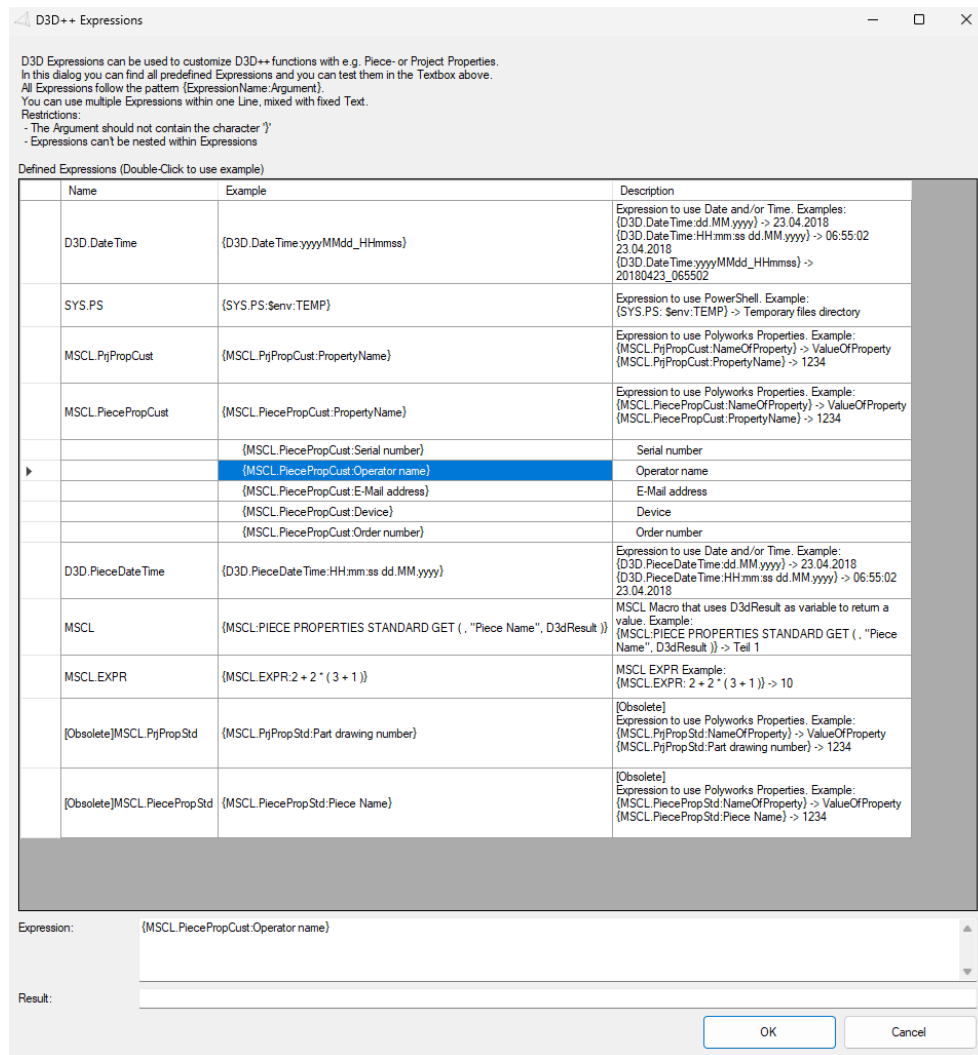 D3D++ Expressions
D3D Expressions can be used to customize D3D++ functions with e.g. Piece- or Project Properties.
In this dialog you can find all predefined Expressions and you can test them in the Textbox above.
All Expressions follow the pattern {ExpressionName:Argument}.
You can use multiple Expressions within one Line, mixed with fixed Text.
Restrictions:
- The Argument should not contain the character '}'
- Expressions can't be nested within Expressions
Defined Expressions (Double-Click to use example)
Name Example Description
D3D.DateTime
{D3D.DateTime:yyyyMMdd_HHmmss}
Expression to use Date and/or Time. Examples:
{D3D.DateTime:dd.MM.yyyy} -> 23.04.2018
{D3D.DateTime:HH:mm:ss dd.MM.yyyy} -> 06:55:02
23.04.2018
{D3D.DateTime:yyyyMMdd_HHmmss} ->
20180423_065502
SYS.PS
{SYS.PS:$env:TEMP}
Expression to use PowerShell. Example:
{SYS.PS: $env:TEMP} -> Temporary files directory
MSCL.PrjPropCust
{MSCL.PrjPropCust:PropertyName}
Expression to use Polyworks Properties. Example:
{MSCL.PrjPropCust:NameOfProperty} -> ValueOfProperty
{MSCL.PrjPropCust:PropertyName} -> 1234
MSCL.PiecePropCust
{MSCL.PiecePropCust:PropertyName}
Expression to use Polyworks Properties. Example:
{MSCL.PiecePropCust:NameOfProperty} -> ValueOfProperty
{MSCL.PiecePropCust:PropertyName} -> 1234
{MSCL.PiecePropCust:Serial number} Serial number
{MSCL.PiecePropCust:Operator name} Operator name
{MSCL.PiecePropCust:E-Mail address} E-Mail address
{MSCL.PiecePropCust:Device} Device
{MSCL.PiecePropCust:Order number} Order number
D3D.PieceDateTime
{D3D.PieceDateTime:HH:mm:ss dd.MM.yyyy}
Expression to use Date and/or Time. Example:
{D3D.PieceDateTime:dd.MM.yyyy} -> 23.04.2018
{D3D.PieceDateTime:HH:mm:ss dd.MM.yyyy} -> 06:55:02
23.04.2018
MSCL
{MSCL:PIECE PROPERTIES STANDARD GET ( , "Piece Name", D3dResult )}
MSCL Macro that uses D3dResult as variable to return a
value. Example:
{MSCL:PIECE PROPERTIES STANDARD GET ( , "Piece
Name", D3dResult )} -> Teil 1
MSCL.EXPR
{MSCL.EXPR:2 + 2 * ( 3 + 1 )}
MSCL EXPR Example:
{MSCL.EXPR: 2 + 2 * ( 3 + 1 )} -> 10
[Obsolete]MSCL.PrjPropStd
{MSCL.PrjPropStd:Part drawing number}
[Obsolete]
Expression to use Polyworks Properties. Example:
{MSCL.PrjPropStd:NameOfProperty} -> ValueOfProperty
{MSCL.PrjPropStd:Part drawing number} -> 1234
[Obsolete]MSCL.PiecePropStd
{MSCL.PiecePropStd:Piece Name}
[Obsolete]
Expression to use Polyworks Properties. Example:
{MSCL.PiecePropStd:NameOfProperty} -> ValueOfProperty
{MSCL.PiecePropStd:Piece Name} -> 1234
Expression: {MSCL.PiecePropCust:Operator name}
Result:
OK Cancel